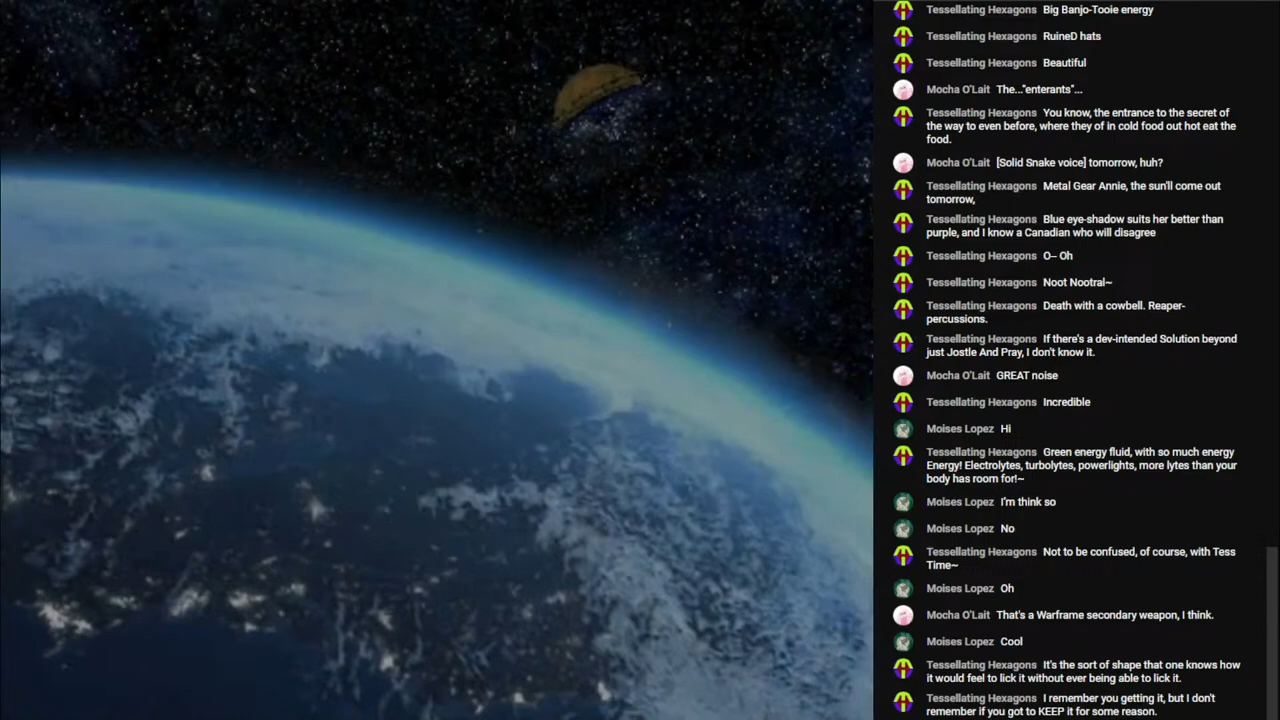 Tessellating Hexagons Big Banjo-Tooie energy
Tessellating Hexagons RuineD hats
Tessellating Hexagons Beautiful
Mocha O'Lait The..."enterants"...
Tessellating Hexagons You know, the entrance to the secret of
the way to even before, where they of in cold food out hot eat the
food.
Mocha O'Lait [Solid Snake voice] tomorrow, huh?
Tessellating Hexagons Metal Gear Annie, the sun'll come out
tomorrow,
Tessellating Hexagons Blue eye-shadow suits her better than
purple, and I know a Canadian who will disagree
Tessellating Hexagons O-- Oh
Tessellating Hexagons Noot Nootral~
Tessellating Hexagons Death with a cowbell. Reaper-
percussions.
Tessellating Hexagons If there's a dev-intended Solution beyond
just Jostle And Pray, I don't know it.
Mocha O'Lait GREAT noise
Tessellating Hexagons Incredible
Moises Lopez Hi
Tessellating Hexagons Green energy fluid, with so much energy
Energy! Electrolytes, turbolytes, powerlights, more lytes than your
body has room for!~
Moises Lopez I'm think so
Moises Lopez No
Tessellating Hexagons Not to be confused, of course, with Tess
Time~
Moises Lopez Oh
Mocha O'Lait That's a Warframe secondary weapon, I think.
Moises Lopez Cool
Tessellating Hexagons It's the sort of shape that one knows how
it would feel to lick it without ever being able to lick it.
Tessellating Hexagons I remember you getting it, but I don't
remember if you got to KEEP it for some reason.